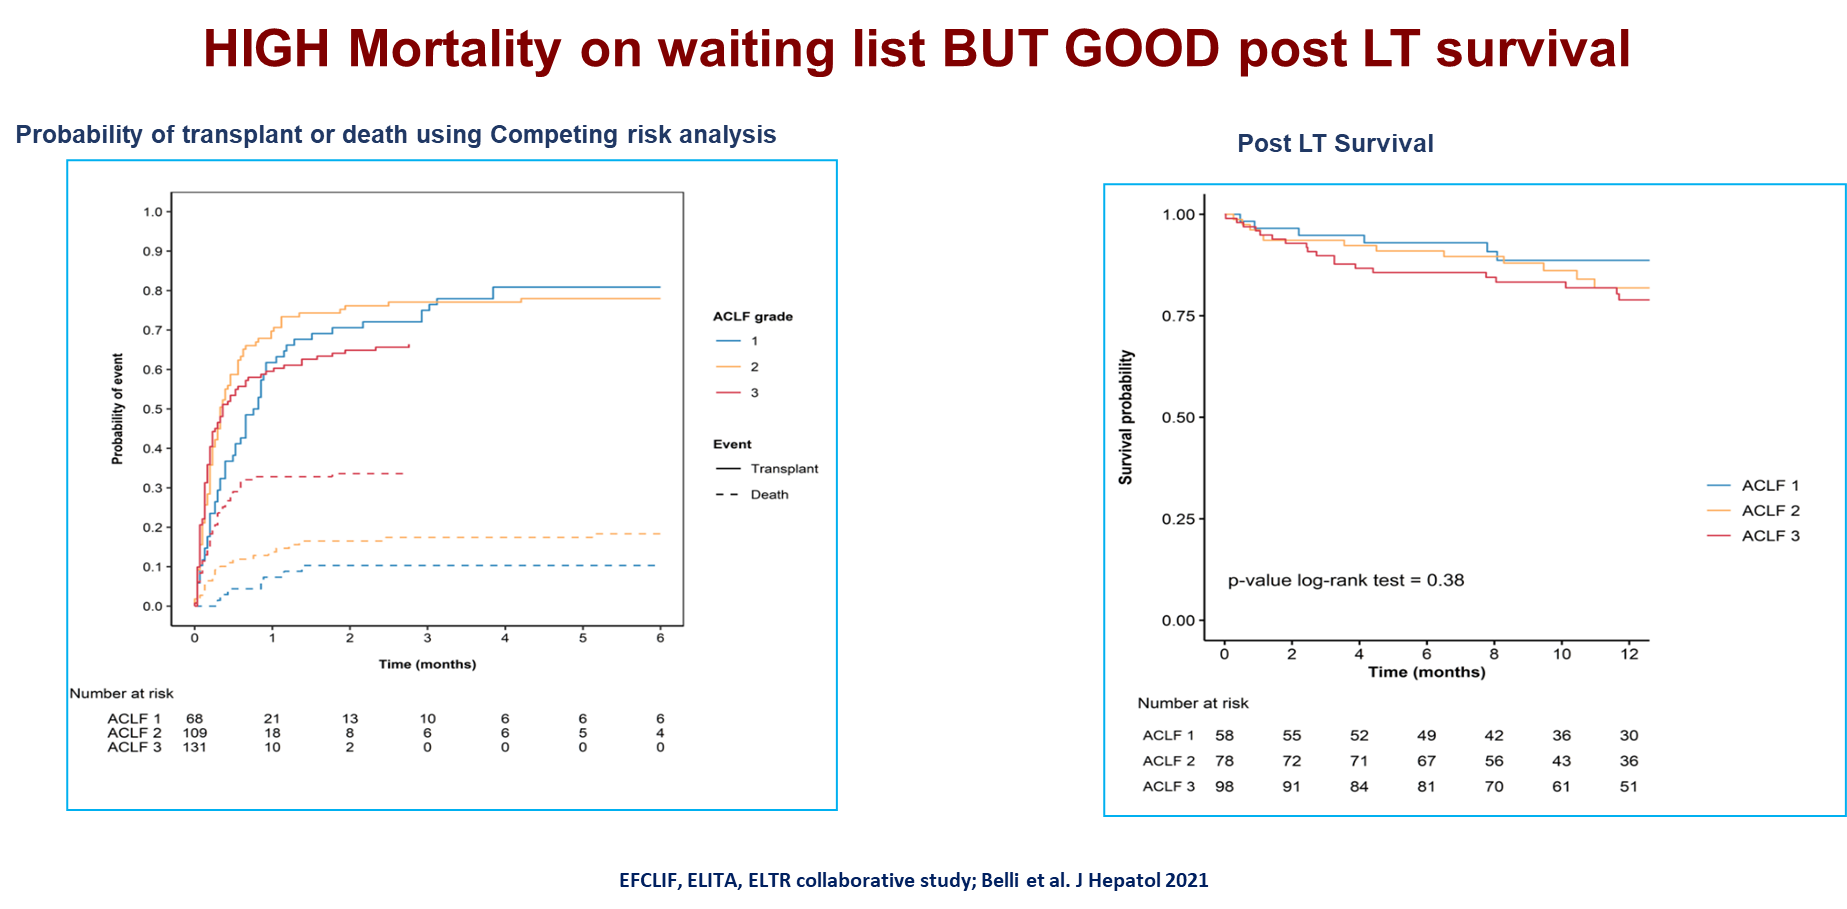 HIGH Mortality on waiting list BUT GOOD post LT survival
Probability of transplant or death using Competing risk analysis
1.0
0.9
0.8
0.7
0.6
0.5
0.4
0.3
0.2
0.1
0.0
Probability of event
0 1 2 3 4 5 6
Time (months)
ACLF grade
1
2
3
Event
Transplant
Death
Number at risk
ACLF 1 68 21 13 10 6 6 6
ACLF 2 109 18 8 6 6 5 4
ACLF 3 131 10 2 0 0 0 0
Post LT Survival
1.00
0.75
0.50
0.25
0.00
Survival probability
p-value log-rank test = 0.38
0 2 4 6 8 10 12
Time (months)
ACLF 1
ACLF 2
ACLF 3
Number at risk
ACLF 1 58 55 52 49 42 36 30
ACLF 2 78 72 71 67 56 43 36
ACLF 3 98 91 84 81 70 61 51
EFCLIF, ELITA, ELTR collaborative study; Belli et al. J Hepatol 2021